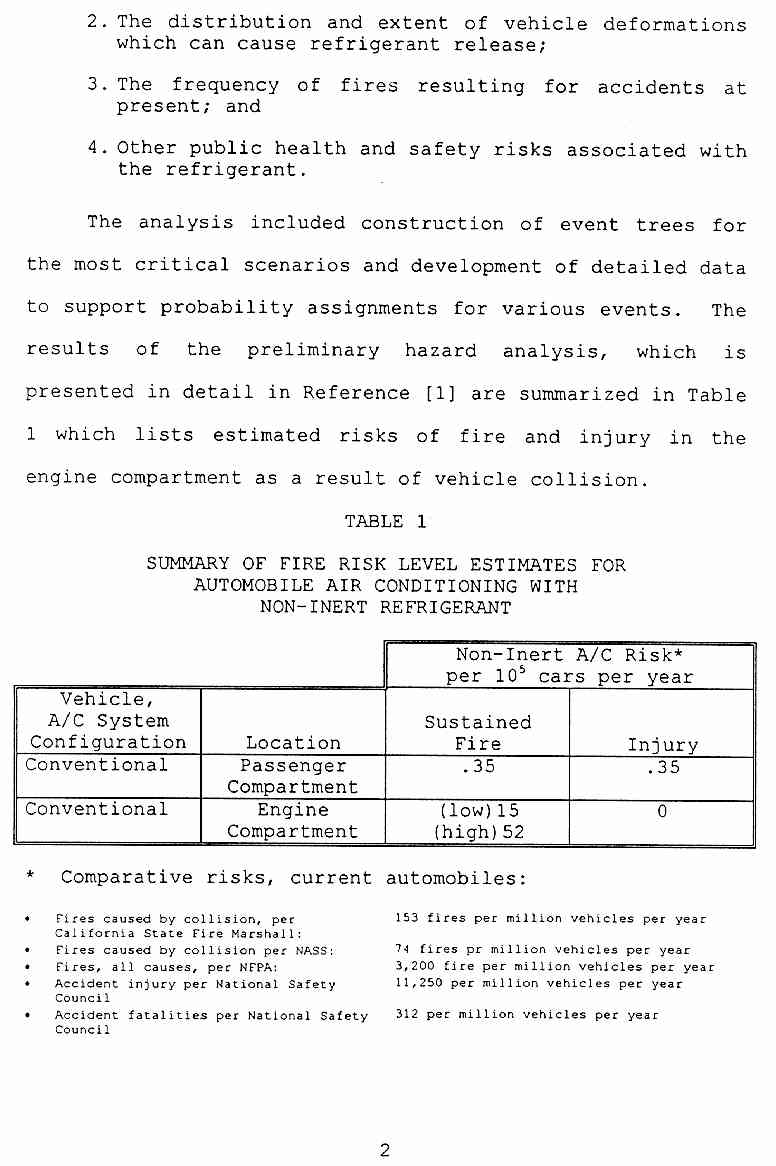 2. The distribution and extent of vehicle deformations
which can cause refrigerant release;
3. The frequency of fires resulting for accidents at
present; and
4. Other public health and safety risks associated with
the refrigerant.
The analysis included construction of event trees for
the most critical scenarios and development of detailed data
to support probability assignments for various events. The
results of the preliminary hazard analysis, which is
presented in detail in Reference [1] are summarized in Table
1 which lists estimated risks of fire and injury in the
engine compartment as a result of vehicle collision.
TABLE 1
SUMMARY OF FIRE RISK LEVEL ESTIMATES FOR
AUTOMOBILE AIR CONDITIONING WITH
NON-INERT REFRIGERANT
Non-Inert A/C Risk*
per 10⁵ cars per year
Vehicle,
A/C System Sustained
Configuration Location Fire Injury
Conventional Passenger .35 .35
Compartment
Conventional Engine (low)15 0
Compartment (high)52
* Comparative risks, current automobiles:
• Fires caused by collision, per 153 fires per million vehicles per year
California State Fire Marshall:
• Fires caused by collision per NASS: 74 fires pr million vehicles per year
• Fires, all causes, per NFPA: 3,200 fire per million vehicles per year
• Accident injury per National Safety 11,250 per million vehicles per year
Council
• Accident fatalities per National Safety 312 per million vehicles per year
Council
2